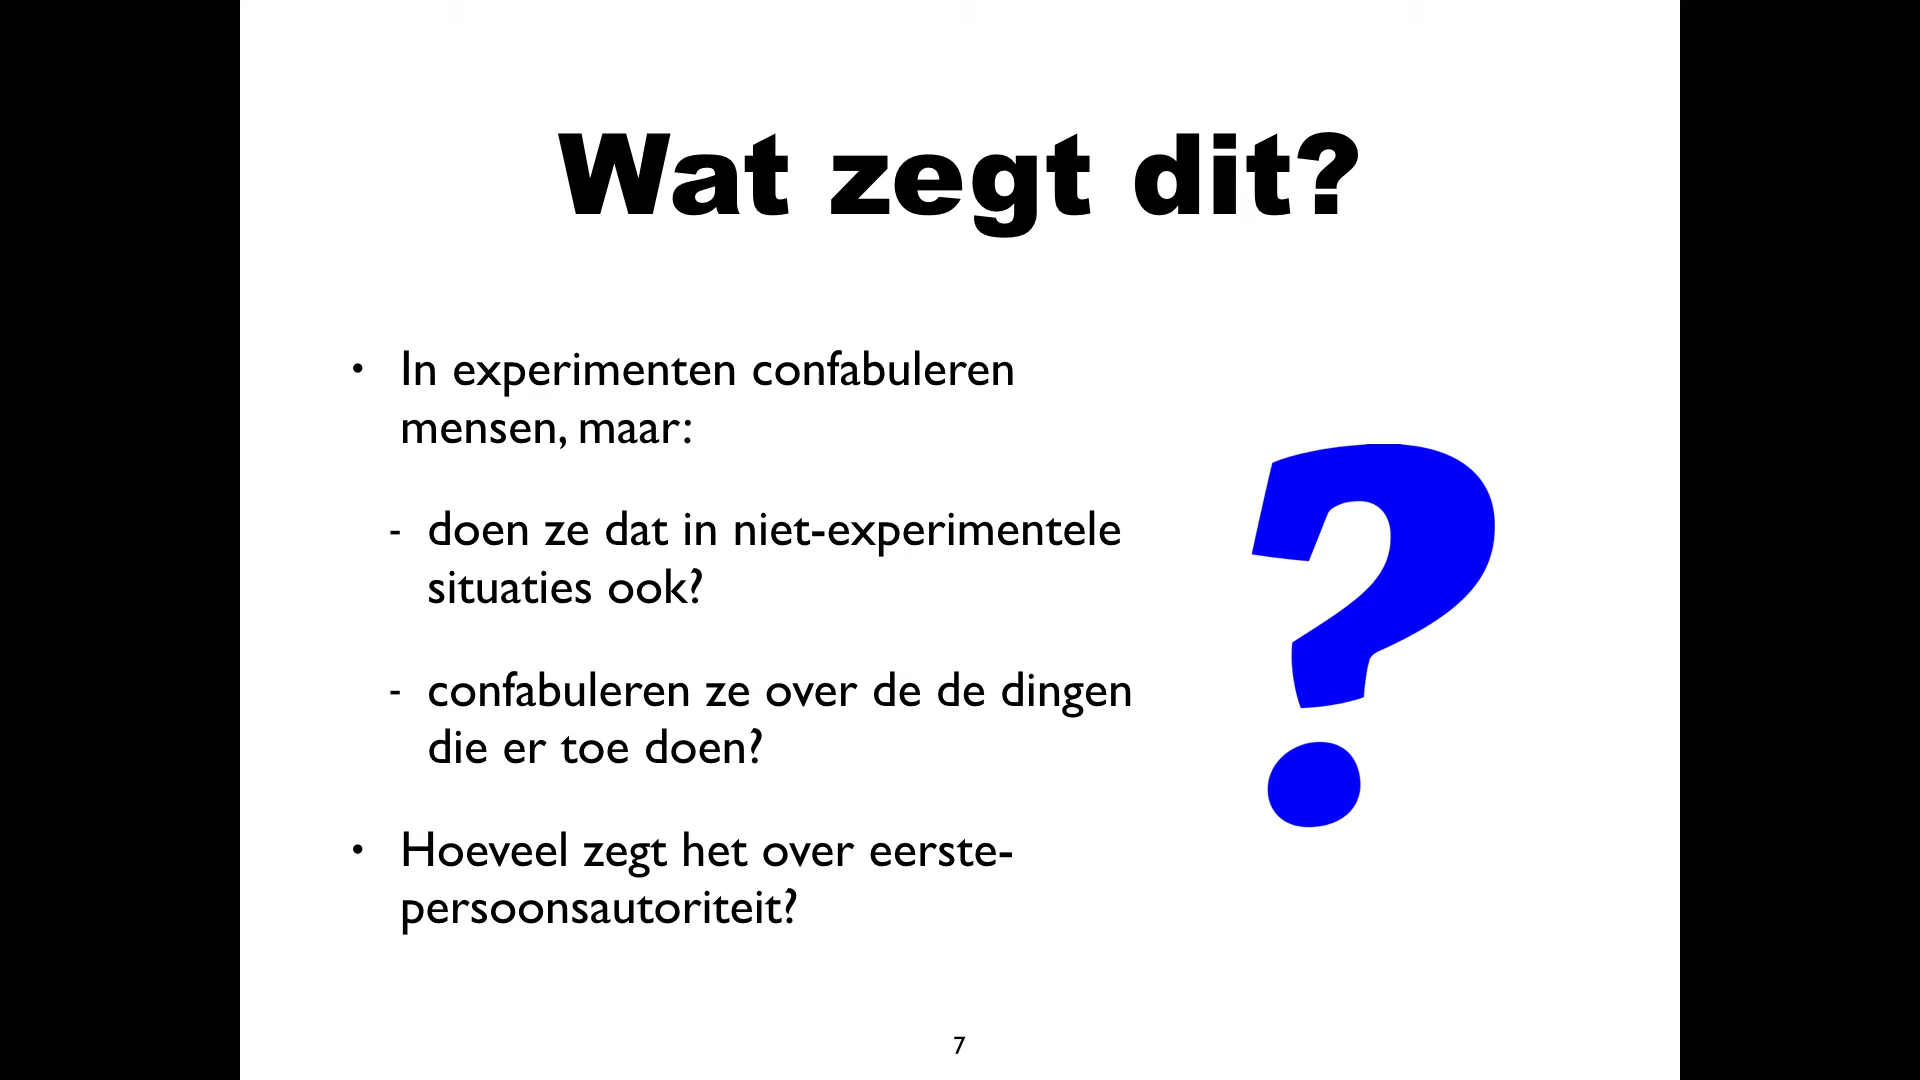 Wat zegt dit?
• In experimenten confabuleren
mensen, maar:
- doen ze dat in niet-experimentele
situaties ook?
- confabuleren ze over de de dingen
die er toe doen?
• Hoeveel zegt het over eerste-
persoonsautoriteit?
?
7